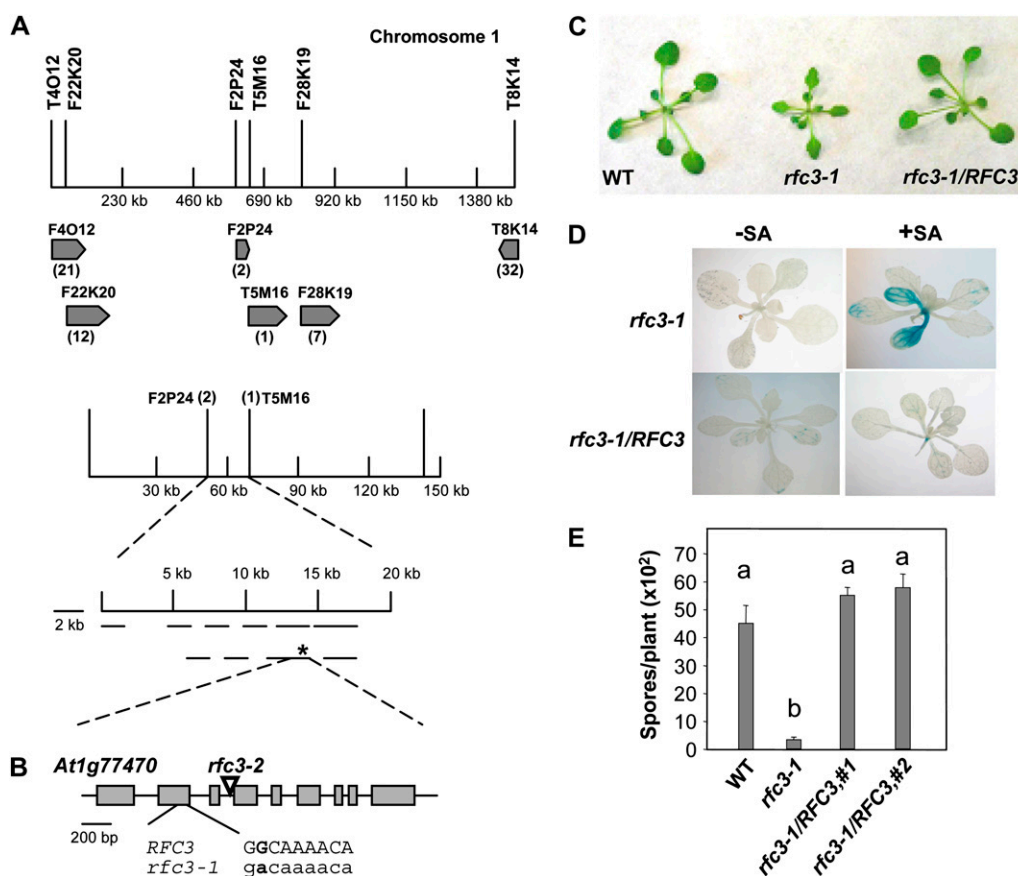 A
Chromosome 1
T4O12
F22K20
F2P24
T5M16
F28K19
T8K14
230 kb 460 kb 690 kb 920 kb 1150 kb 1380 kb
F4O12 F2P24 T8K14
(21) (2) (32)
F22K20 T5M16 F28K19
(12) (1) (7)
F2P24 (2) (1) T5M16
30 kb 60 kb 90 kb 120 kb 150 kb
5 kb 10 kb 15 kb 20 kb
2 kb
*
B
At1g77470 rfc3-2
200 bp
RFC3 GGCAAAACA
rfc3-1 gacaaaaca
C
WT rfc3-1 rfc3-1/RFC3
D
-SA +SA
rfc3-1
rfc3-1/RFC3
E
Spores/plant (x10²)
70
60
50
40
30
20
10
0
a b a a
WT
rfc3-1
rfc3-1/RFC3,#1
rfc3-1/RFC3,#2